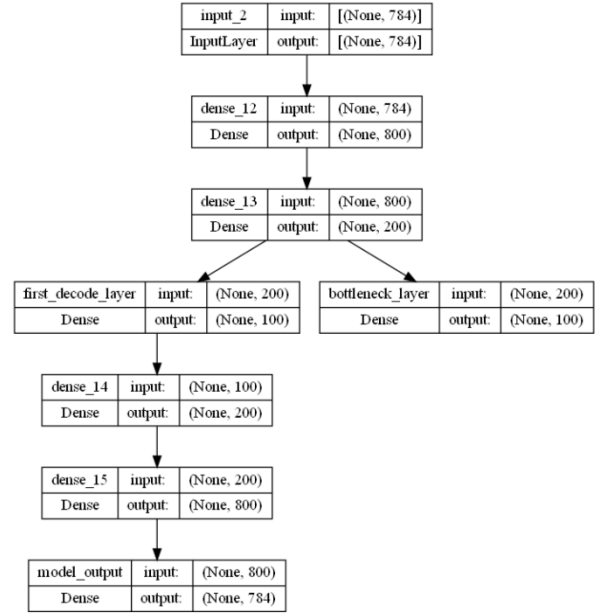 input_2 input: [(None, 784)]
InputLayer output: [(None, 784)]
dense_12 input: (None, 784)
Dense output: (None, 800)
dense_13 input: (None, 800)
Dense output: (None, 200)
first_decode_layer input: (None, 200)
Dense output: (None, 100)
bottleneck_layer input: (None, 200)
Dense output: (None, 100)
dense_14 input: (None, 100)
Dense output: (None, 200)
dense_15 input: (None, 200)
Dense output: (None, 800)
model_output input: (None, 800)
Dense output: (None, 784)